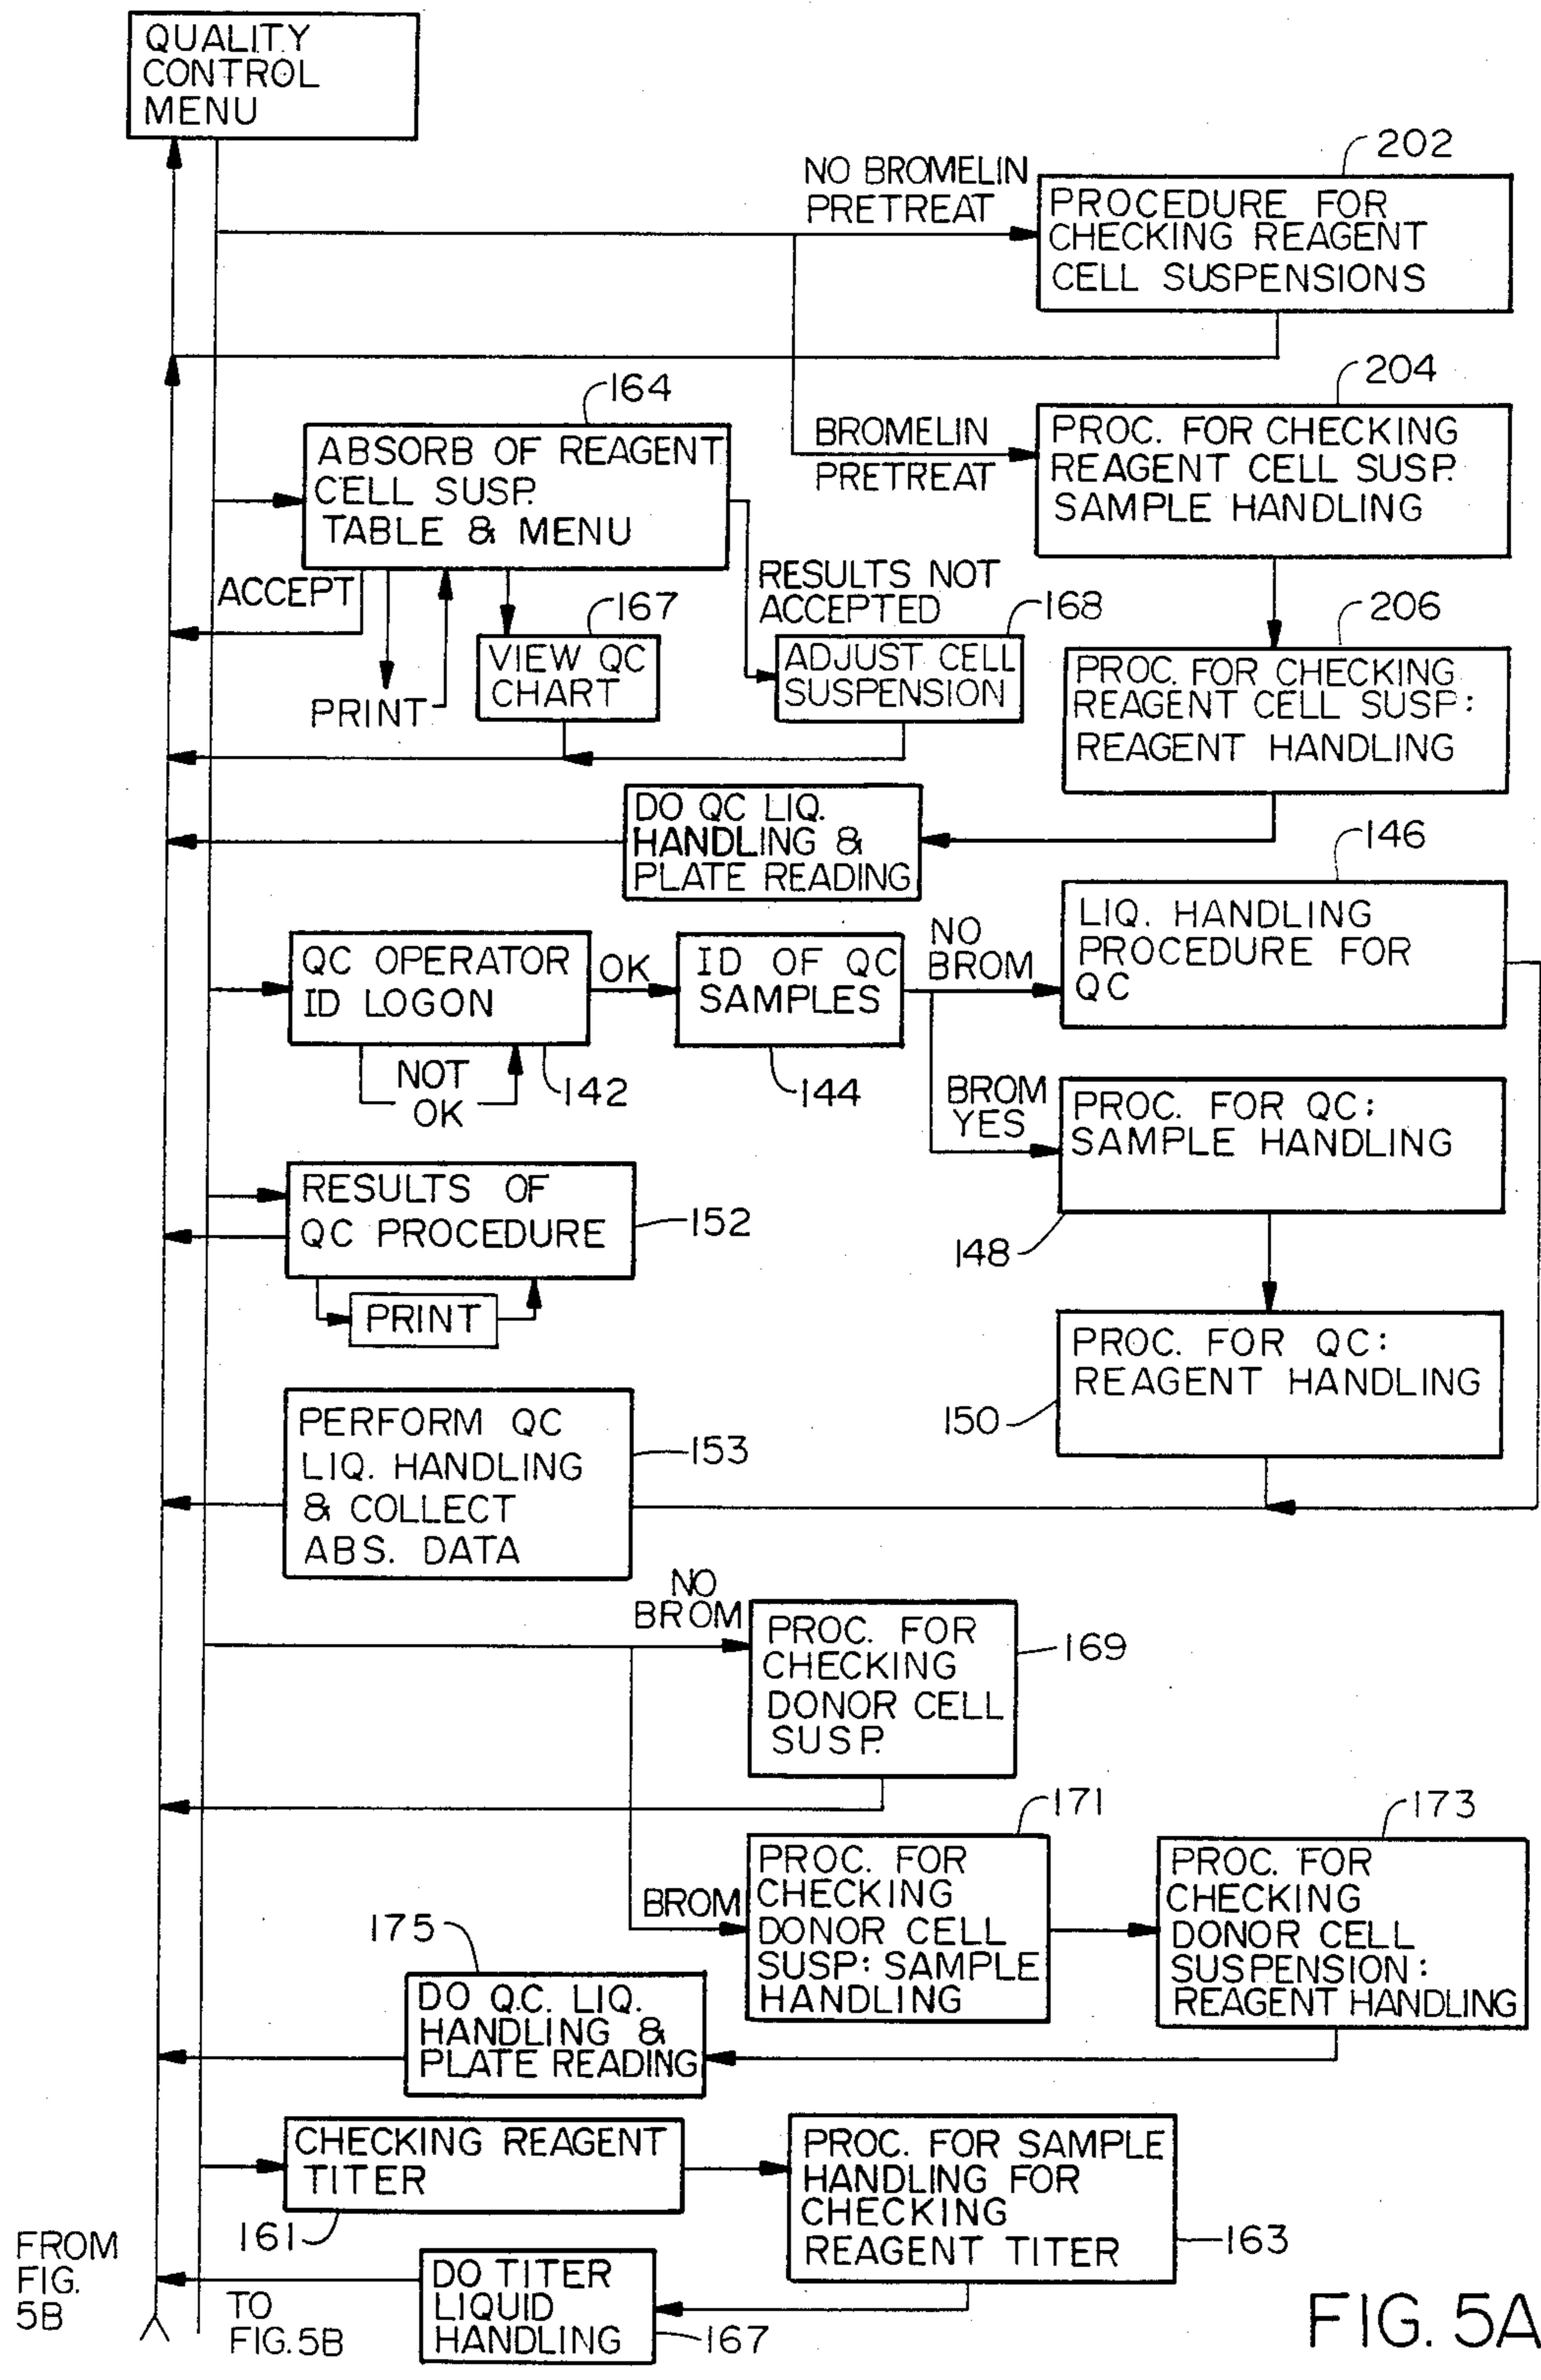 QUALITY
CONTROL
MENU
202
NO BROMELIN
PRETREAT
PROCEDURE FOR
CHECKING REAGENT
CELL SUSPENSIONS
204
164
BROMELIN
PRETREAT
PROC. FOR CHECKING
REAGENT CELL SUSP.
SAMPLE HANDLING
ABSORB OF REAGENT
CELL SUSP.
TABLE & MENU
ACCEPT
RESULTS NOT
ACCEPTED
167
168
206
PRINT
VIEW QC
CHART
ADJUST CELL
SUSPENSION
PROC. FOR CHECKING
REAGENT CELL SUSP:
REAGENT HANDLING
DO QC LIQ.
HANDLING &
PLATE READING
146
QC OPERATOR
ID LOGON
OK
ID OF QC
SAMPLES
NO
BROM
LIQ. HANDLING
PROCEDURE FOR
QC
NOT
OK
142
144
BROM
YES
PROC. FOR QC:
SAMPLE HANDLING
148
RESULTS OF
QC PROCEDURE
152
PRINT
PROC. FOR QC:
REAGENT HANDLING
150
PERFORM QC
LIQ. HANDLING
& COLLECT
ABS. DATA
153
NO
BROM
PROC. FOR
CHECKING
DONOR CELL
SUSP.
169
171
173
BROM
PROC. FOR
CHECKING
DONOR CELL
SUSP: SAMPLE
HANDLING
PROC. FOR
CHECKING
DONOR CELL
SUSPENSION:
REAGENT HANDLING
175
DO Q.C. LIQ.
HANDLING &
PLATE READING
CHECKING REAGENT
TITER
161
PROC. FOR SAMPLE
HANDLING FOR
CHECKING
REAGENT TITER
163
FROM
FIG.
5B
TO
FIG. 5B
DO TITER
LIQUID
HANDLING
167
FIG. 5A